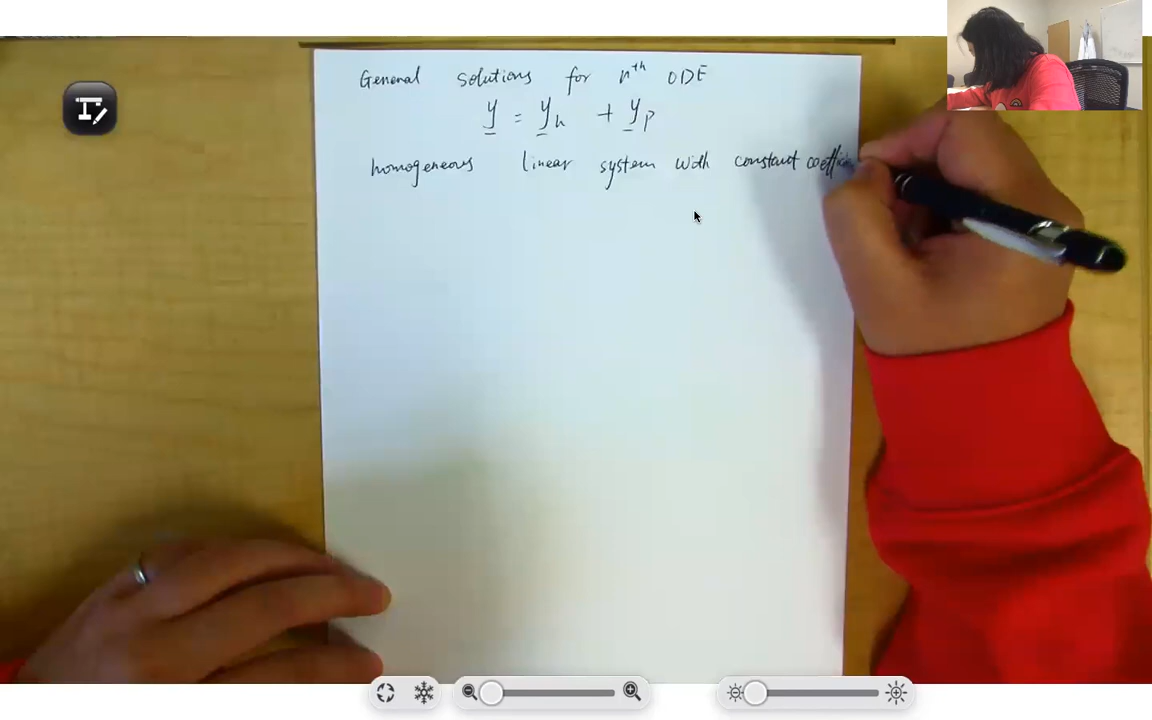 General solutions for nᵗʰ ODE
y = yₕ + yₚ
homogeneous linear system with constant